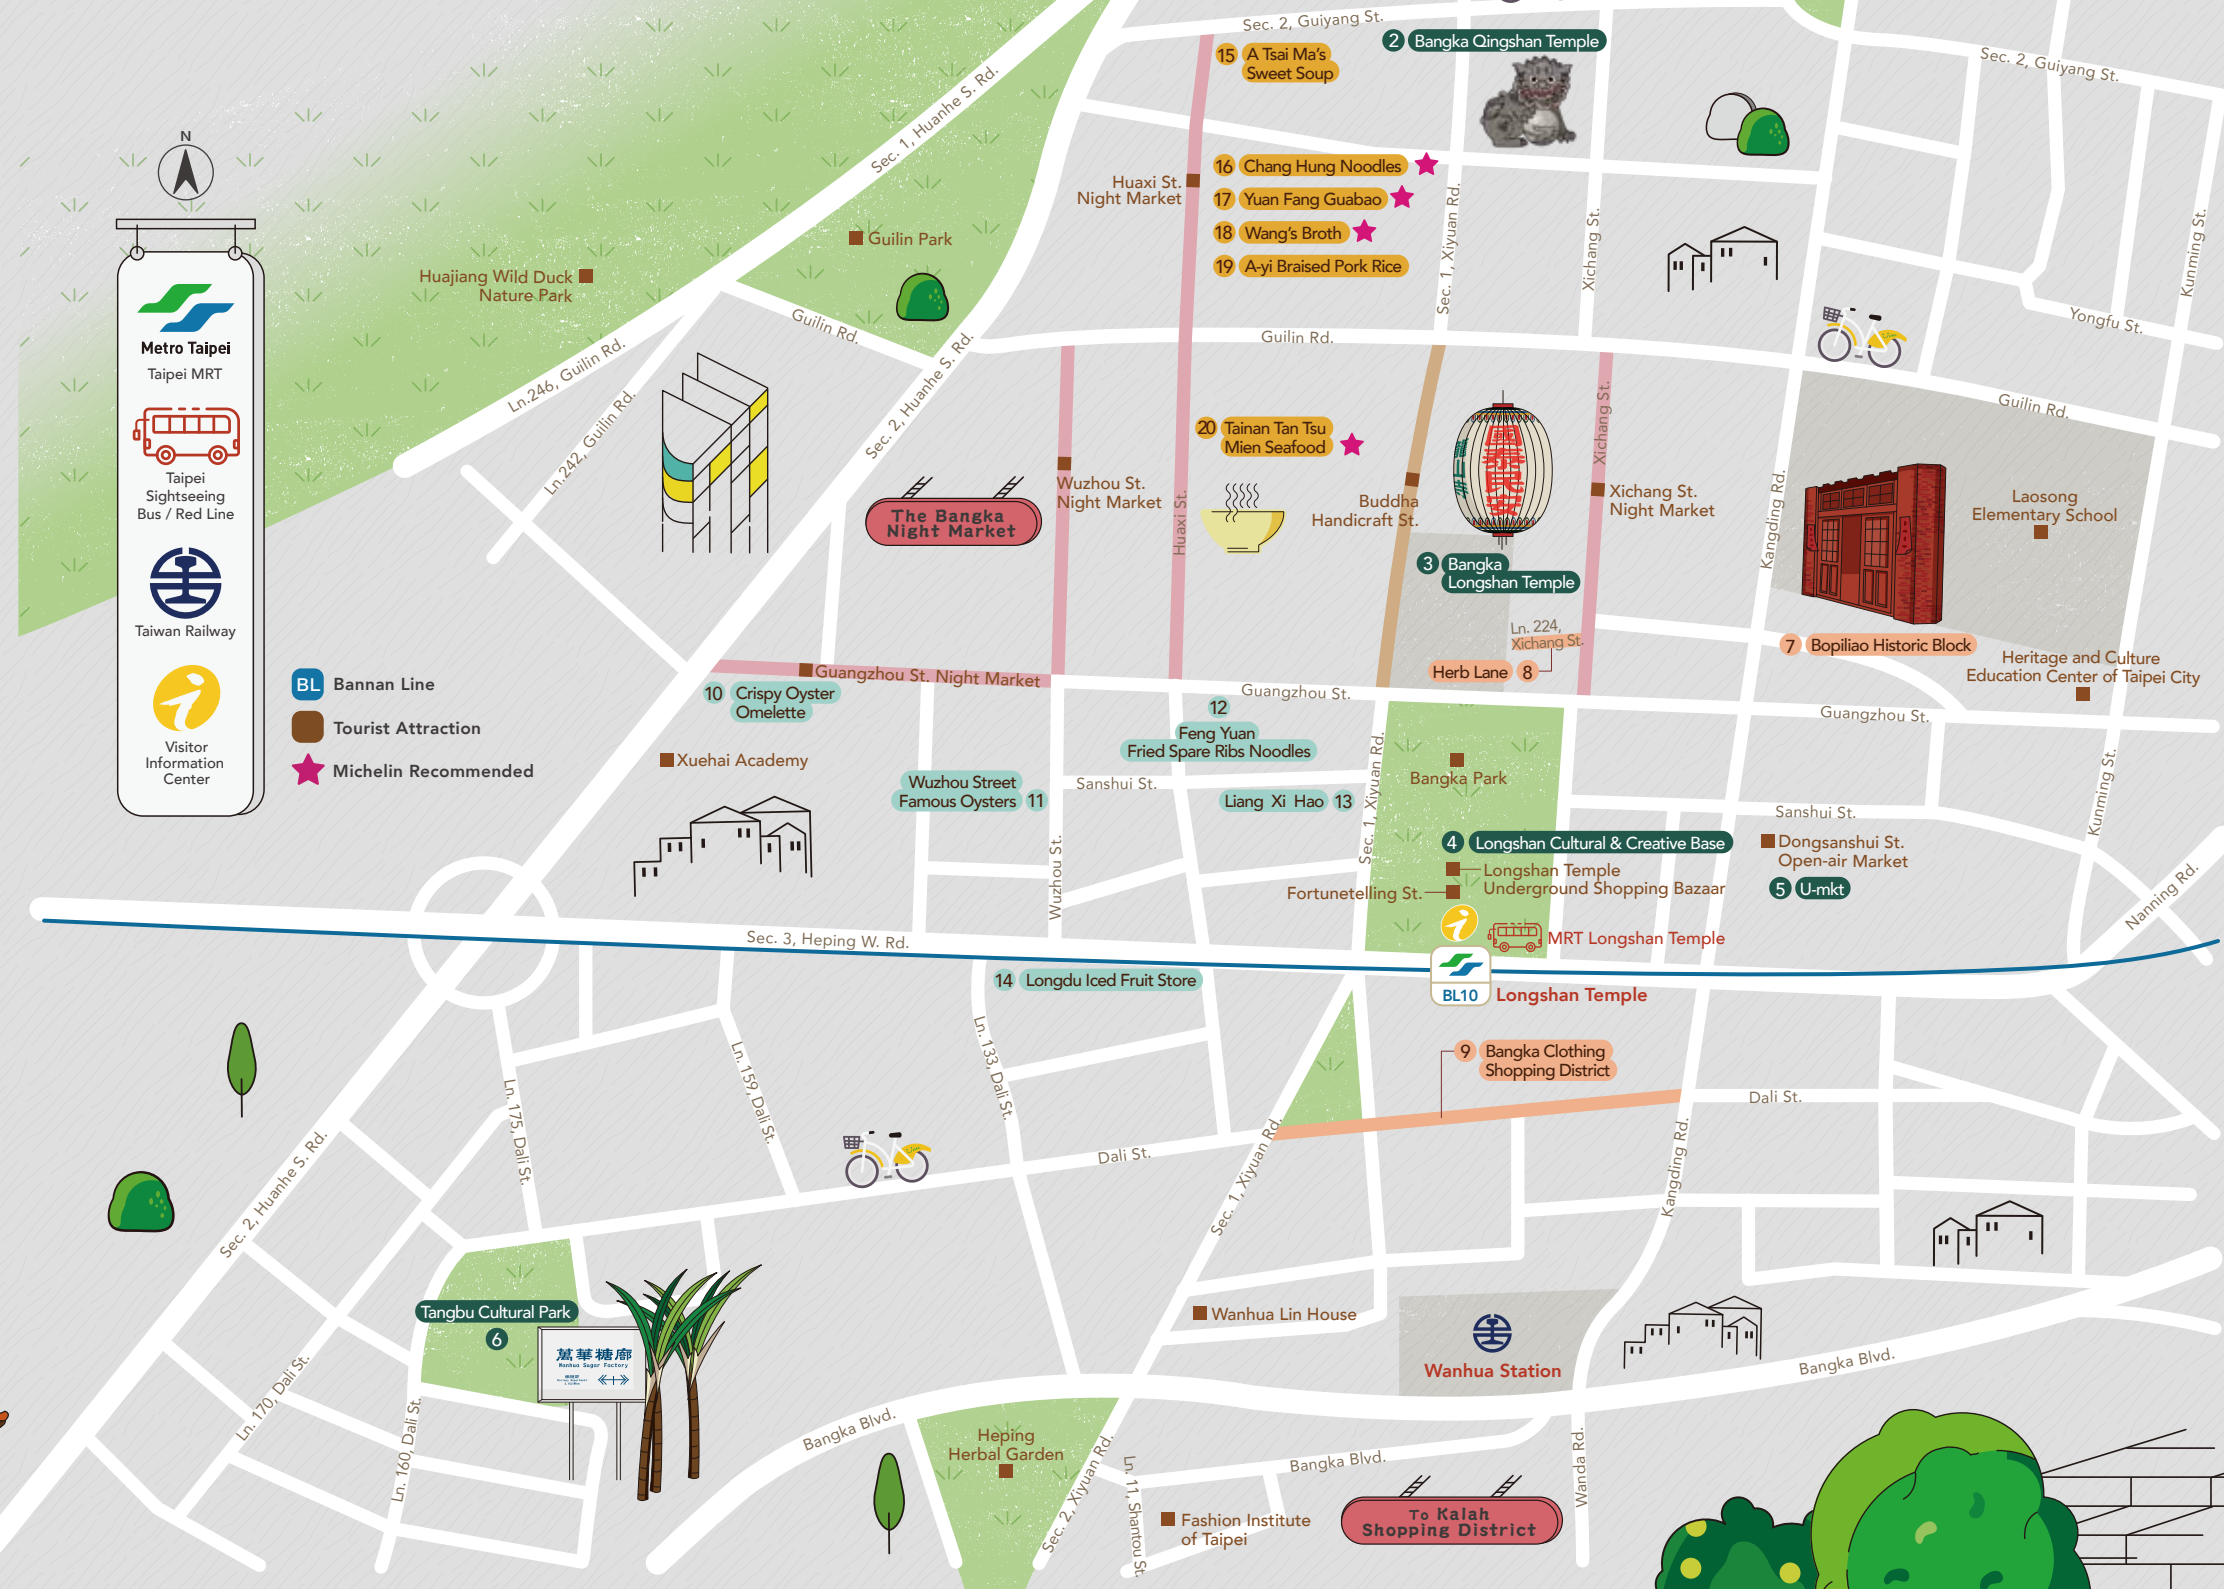 N
Metro Taipei
Taipei MRT
Taipei
Sightseeing
Bus / Red Line
Taiwan Railway
Visitor
Information
Center
BL Bannan Line
Tourist Attraction
Michelin Recommended
Sec. 2, Guiyang St.
Sec. 2, Guiyang St.
2 Bangka Qingshan Temple
15 A Tsai Ma's
Sweet Soup
Sec. 1, Huanhe S. Rd.
Huaxi St.
Night Market
16 Chang Hung Noodles
17 Yuan Fang Guabao
18 Wang's Broth
19 A-yi Braised Pork Rice
Sec. 1, Xiyuan Rd.
Xichang St.
Kunming St.
Yongfu St.
Guilin Park
Huajiang Wild Duck
Nature Park
Guilin Rd.
Guilin Rd.
Guilin Rd.
Ln.246, Guilin Rd.
Ln.242, Guilin Rd.
Sec. 2, Huanhe S. Rd.
20 Tainan Tan Tsu
Mien Seafood
The Bangka
Night Market
Wuzhou St.
Night Market
Huaxi St.
Buddha
Handicraft St.
Xichang St.
Xichang St.
Night Market
Kangding Rd.
Laosong
Elementary School
3 Bangka
Longshan Temple
Ln. 224,
Xichang St.
Herb Lane 8
7 Bopiliao Historic Block
Heritage and Culture
Education Center of Taipei City
Guangzhou St. Night Market
Guangzhou St.
Guangzhou St.
10 Crispy Oyster
Omelette
12
Feng Yuan
Fried Spare Ribs Noodles
Xuehai Academy
Wuzhou Street
Famous Oysters 11
Sanshui St.
Liang Xi Hao 13
Sec. 1, Xiyuan Rd.
Bangka Park
Sanshui St.
Kunming St.
4 Longshan Cultural & Creative Base
Longshan Temple
Underground Shopping Bazaar
Fortunetelling St.
Dongsanshui St.
Open-air Market
5 U-mkt
Nanning Rd.
Wuzhou St.
Sec. 3, Heping W. Rd.
MRT Longshan Temple
BL10 Longshan Temple
14 Longdu Iced Fruit Store
9 Bangka Clothing
Shopping District
Ln. 175, Dali St.
Ln. 159, Dali St.
Ln. 133, Dali St.
Dali St.
Dali St.
Sec. 2, Huanhe S. Rd.
Sec. 1, Xiyuan Rd.
Kangding Rd.
Tangbu Cultural Park
6
萬華糖廍
Wanhua Sugar Factory
Wanhua Lin House
Wanhua Station
Bangka Blvd.
Bangka Blvd.
Bangka Blvd.
Ln. 170, Dali St.
Ln. 160, Dali St.
Heping
Herbal Garden
Sec. 2, Xiyuan Rd.
Ln. 11, Shantou St.
Wanda Rd.
Fashion Institute
of Taipei
To Kalah
Shopping District